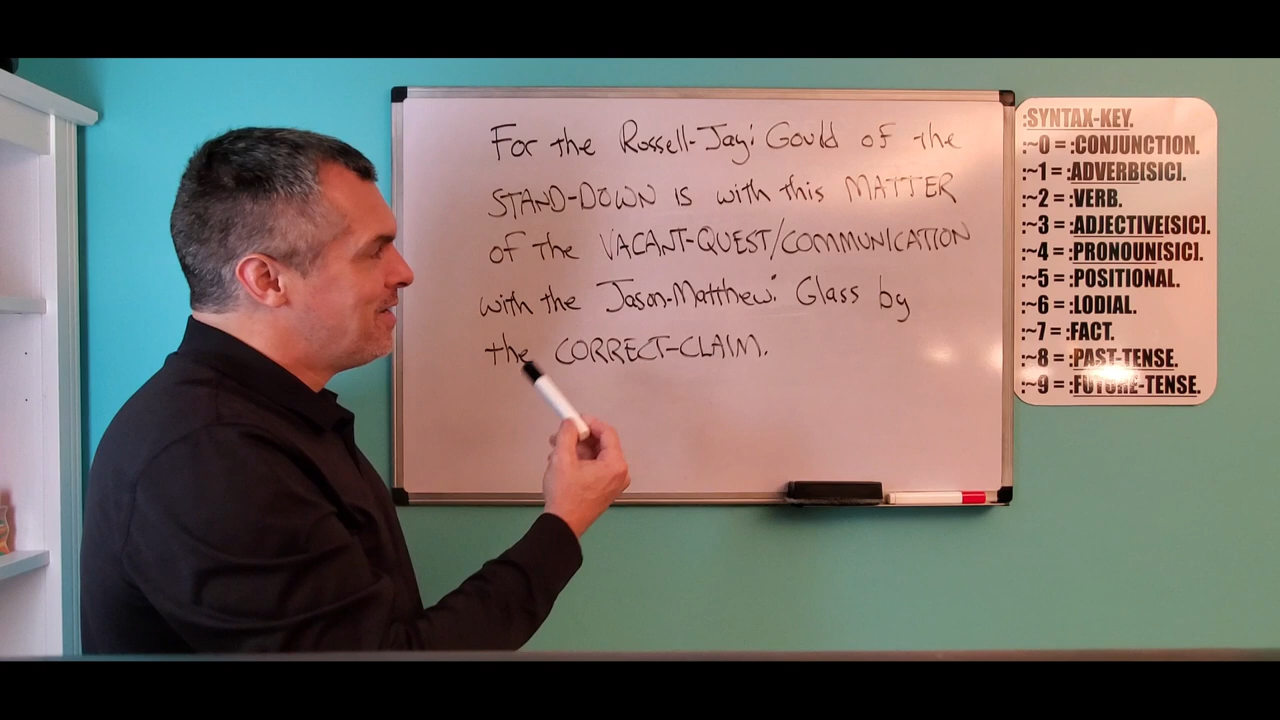 For the Russell-Jay: Gould of the
STAND-DOWN IS with this MATTER
of the VACANT-QUEST/COMMUNICATION
with the Jason-Matthew: Glass by
the CORRECT-CLAIM.
:SYNTAX-KEY.
:~0 = :CONJUNCTION.
:~1 = :ADVERB[SIC].
:~2 = :VERB.
:~3 = :ADJECTIVE[SIC].
:~4 = :PRONOUN[SIC].
:~5 = :POSITIONAL.
:~6 = :LODIAL.
:~7 = :FACT.
:~8 = :PAST-TENSE.
:~9 = :FUTURE-TENSE.